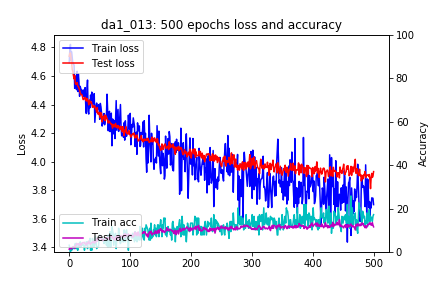 da1_013: 500 epochs loss and accuracy
Train loss
Test loss
Train acc
Test acc
Loss
4.8
4.6
4.4
4.2
4.0
3.8
3.6
3.4
Accuracy
100
80
60
40
20
0
0
100
200
300
400
500